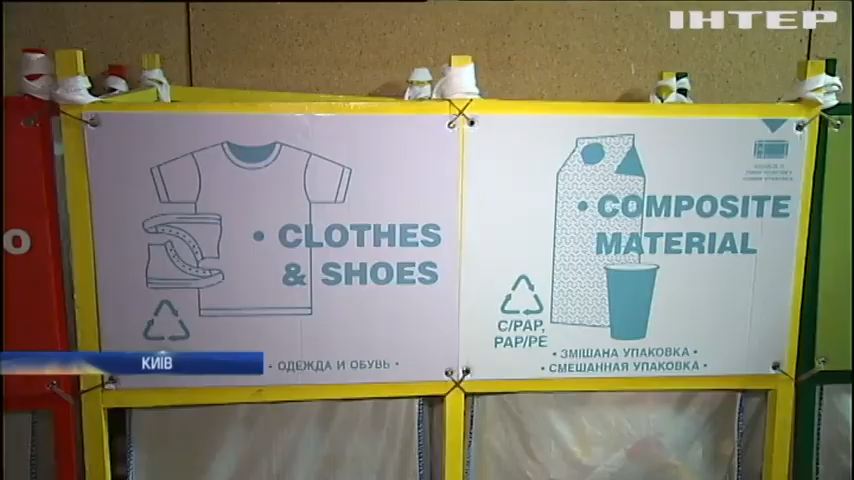 ІНТЕР
O
• CLOTHES
& SHOES
• ОДЕЖДА И ОБУВЬ •
• COMPOSITE
MATERIAL
C/PAP,
PAP/PE
• ЗМІШАНА УПАКОВКА •
• СМЕШАННАЯ УПАКОВКА •
КИЇВ